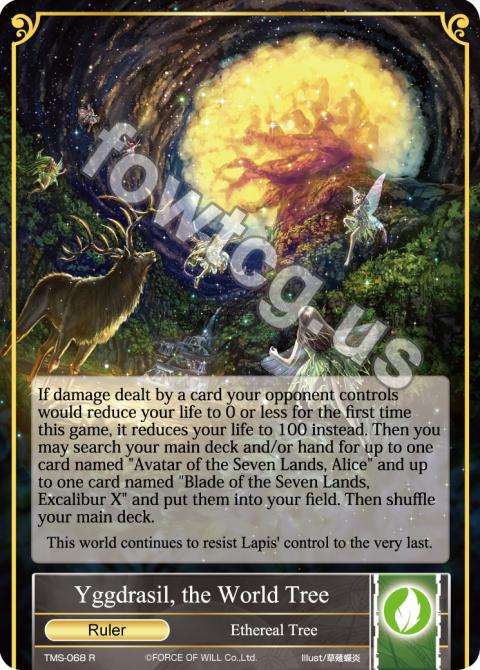 fowtcg.us
If damage dealt by a card your opponent controls
would reduce your life to 0 or less for the first time
this game, it reduces your life to 100 instead. Then you
may search your main deck and/or hand for up to one
card named "Avatar of the Seven Lands, Alice" and up
to one card named "Blade of the Seven Lands,
Excalibur X" and put them into your field. Then shuffle
your main deck.
This world continues to resist Lapis' control to the very last.
Yggdrasil, the World Tree
Ruler
Ethereal Tree
TMS-068 R
©FORCE OF WILL Co.,Ltd.
Illust/草薙蝶炎